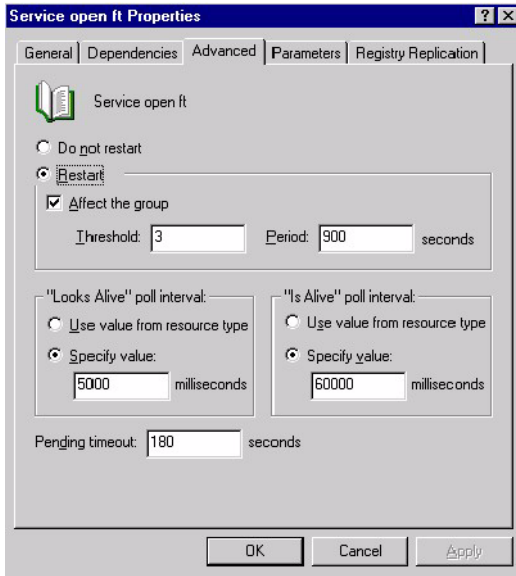 Service open ft Properties
General Dependencies Advanced Parameters Registry Replication
Service open ft
Do not restart
Restart
Affect the group
Threshold: 3 Period: 900 seconds
"Looks Alive" poll interval:
Use value from resource type
Specify value:
5000 milliseconds
"Is Alive" poll interval:
Use value from resource type
Specify value:
60000 milliseconds
Pending timeout: 180 seconds
OK Cancel Apply